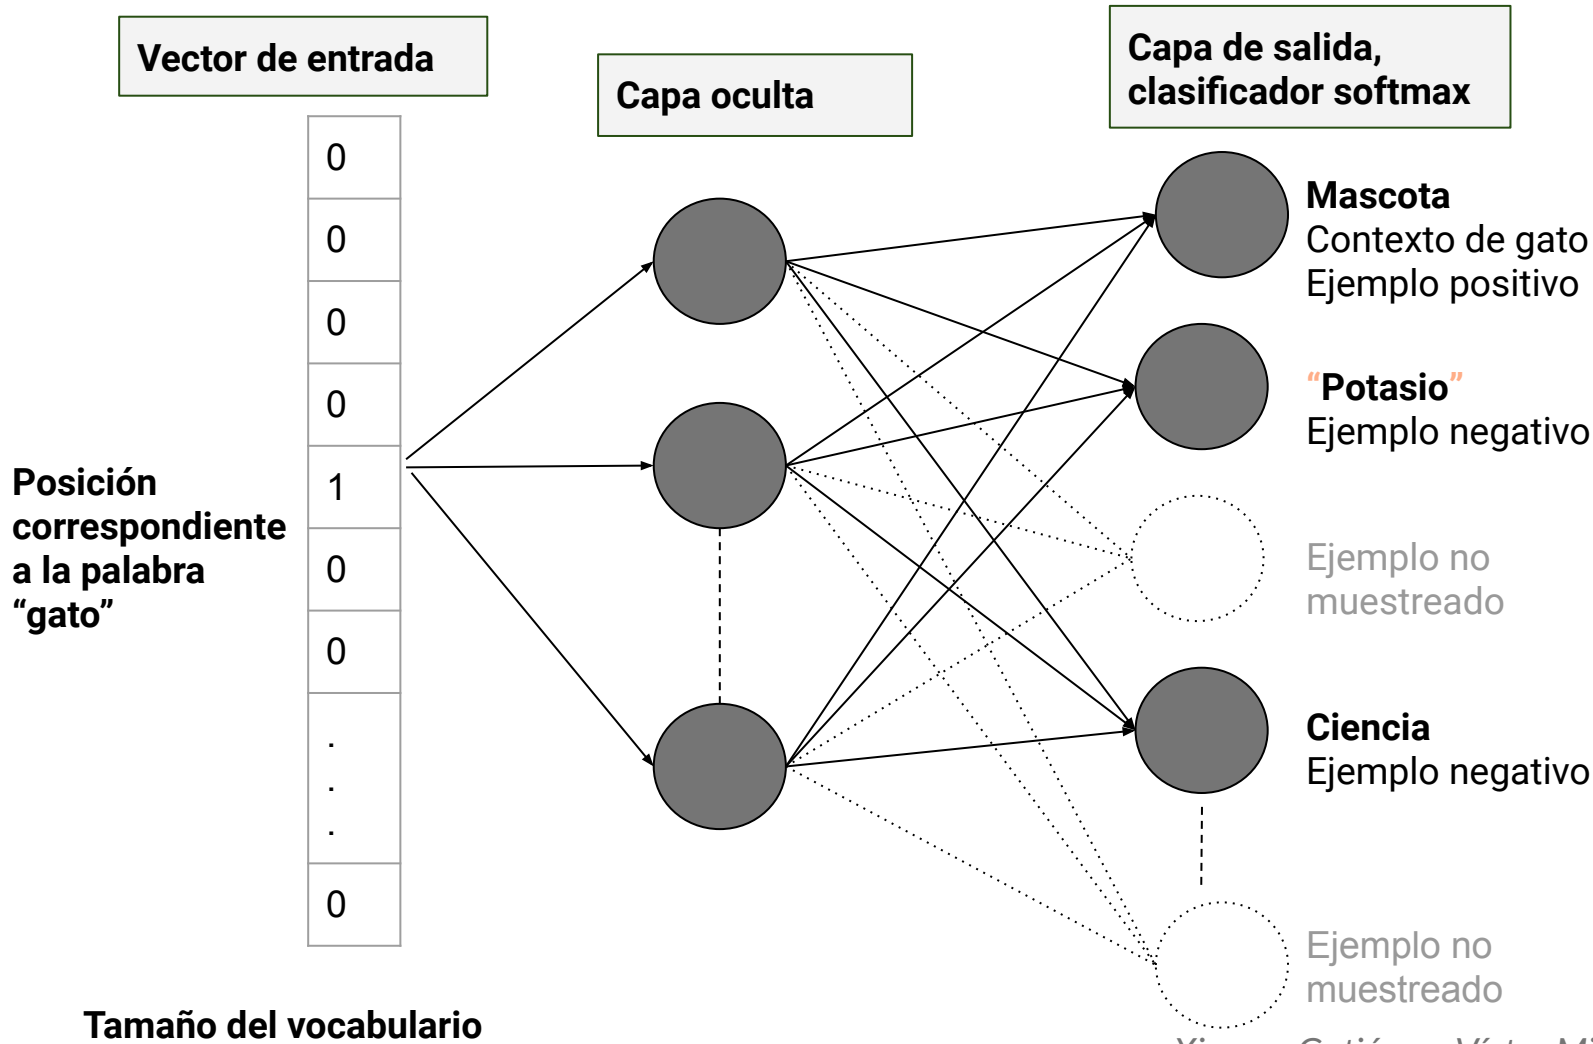 Vector de entrada
Capa oculta
Capa de salida,
clasificador softmax
0
0
0
0
1
0
0
.
.
.
0
Posición
correspondiente
a la palabra
“gato”
Tamaño del vocabulario
Mascota
Contexto de gato
Ejemplo positivo
“Potasio”
Ejemplo negativo
Ejemplo no
muestreado
Ciencia
Ejemplo negativo
Ejemplo no
muestreado